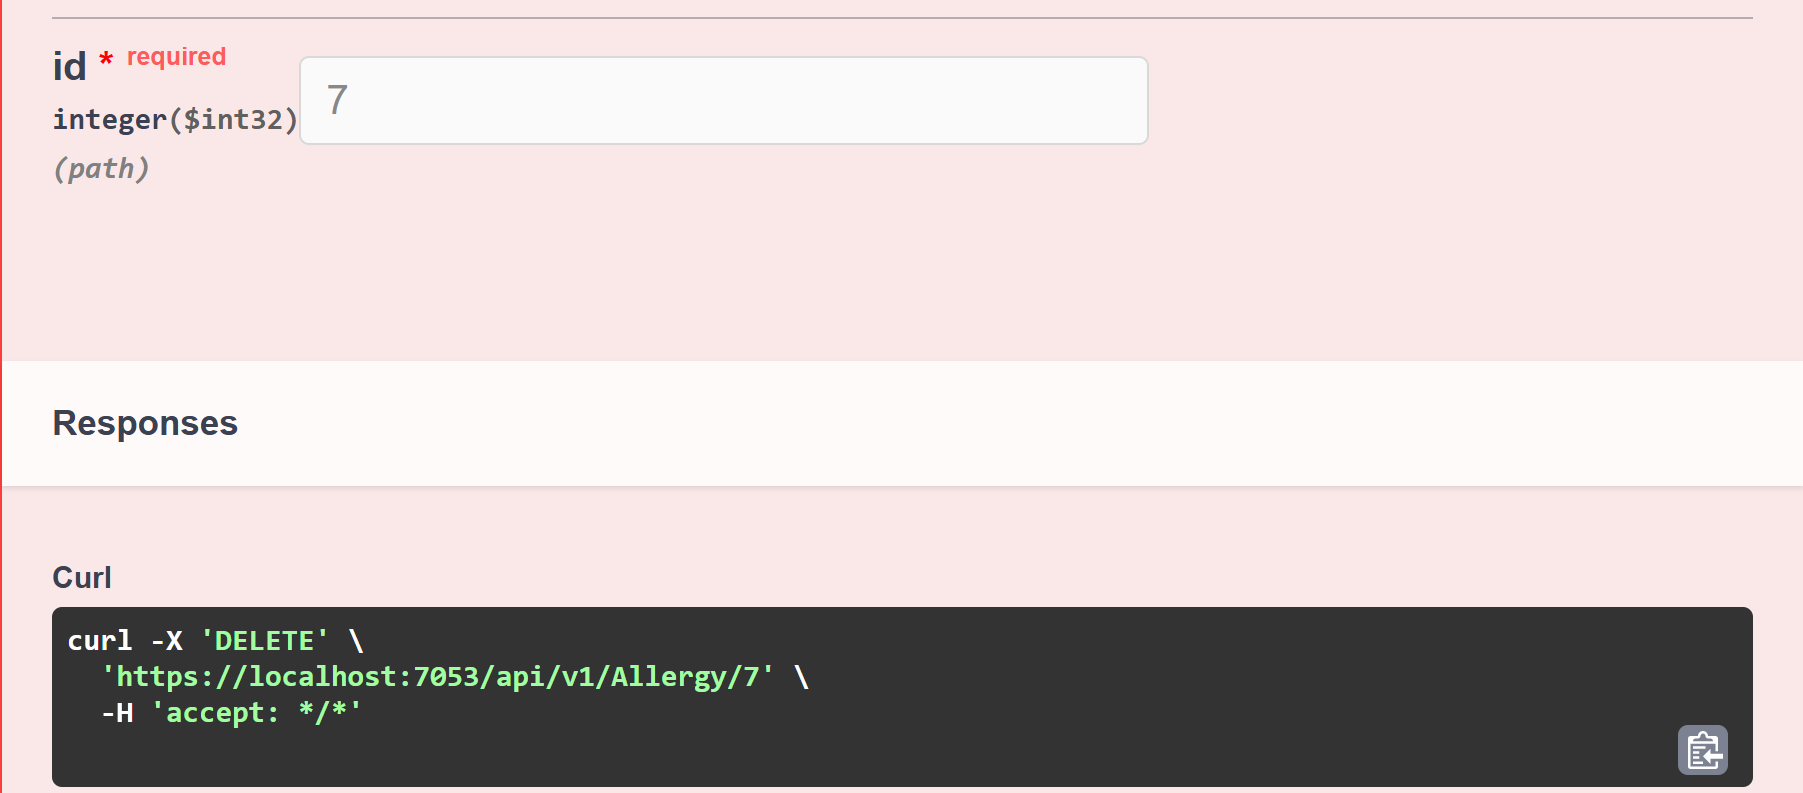 id * required
integer($int32)
(path)
7
Responses
Curl
curl -X 'DELETE' \
  'https://localhost:7053/api/v1/Allergy/7' \
  -H 'accept: */*'